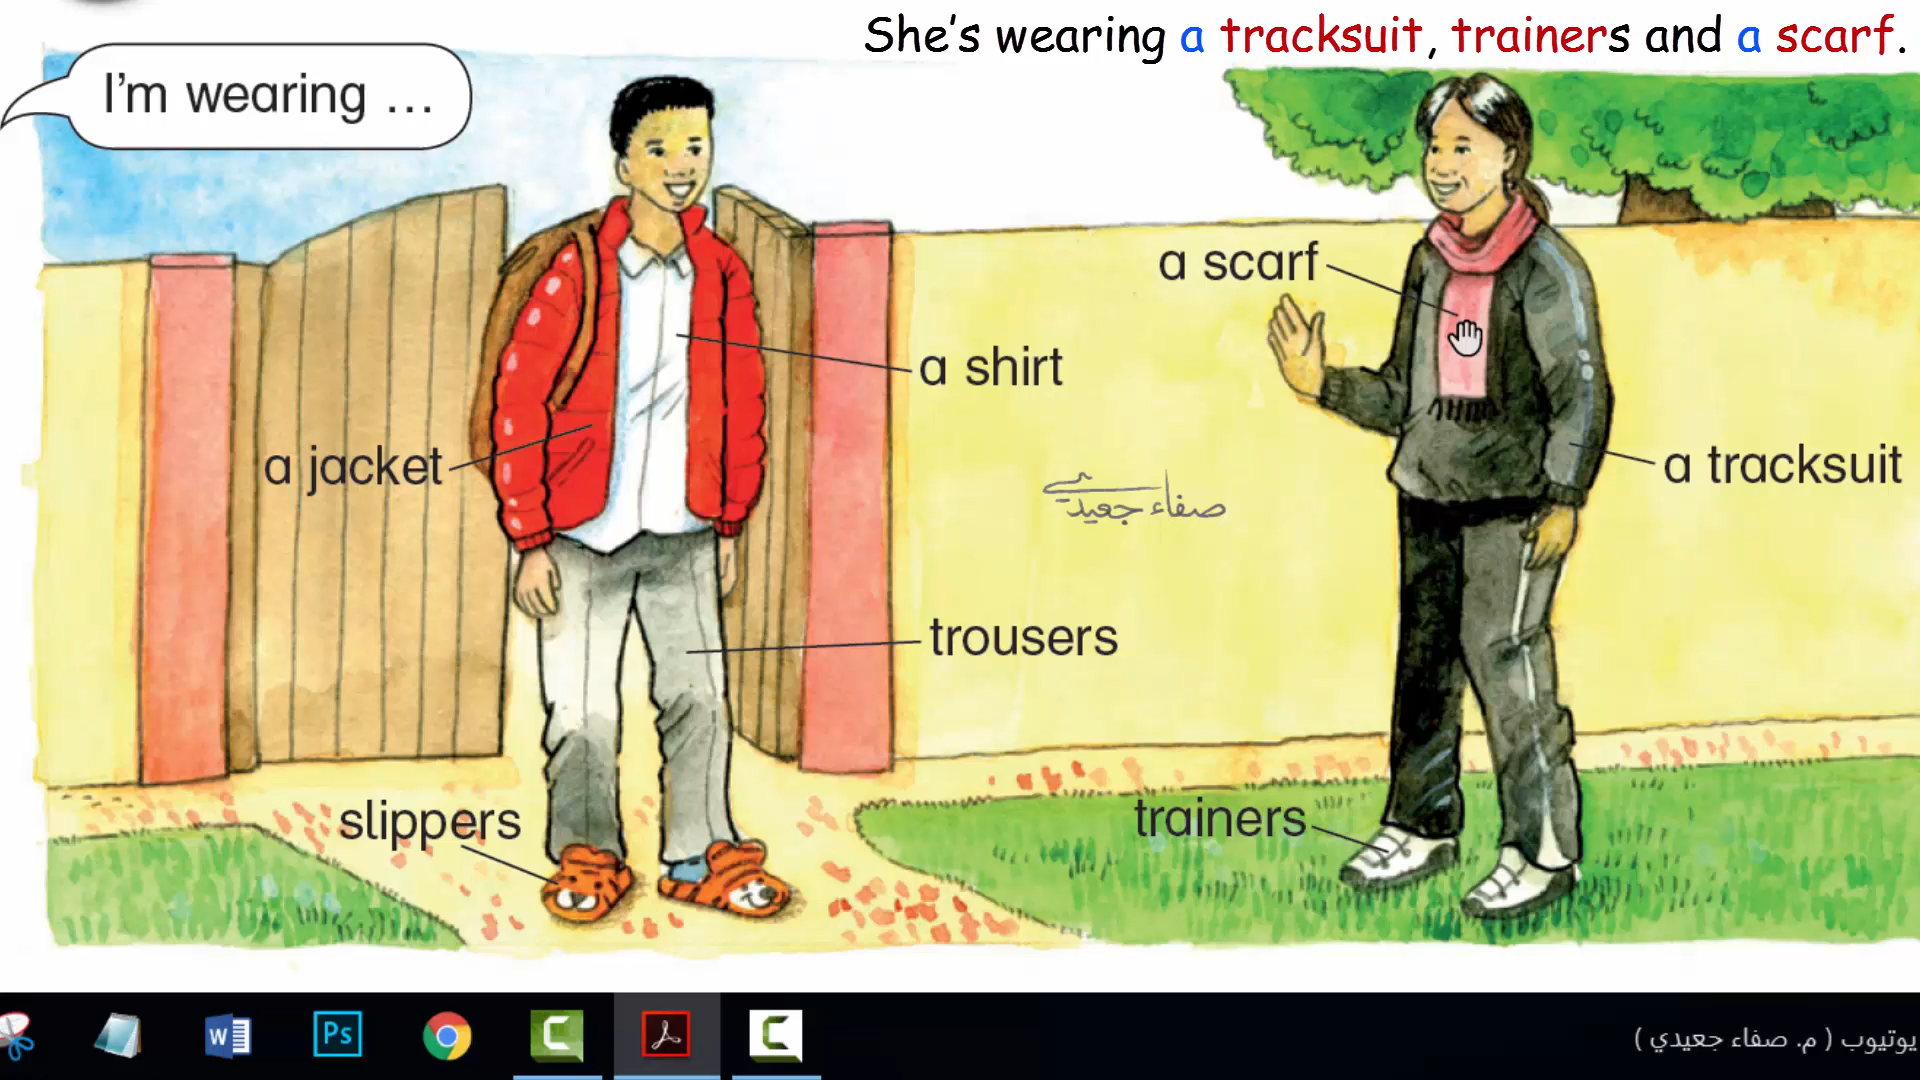 She's wearing a tracksuit, trainers and a scarf.
I'm wearing ...
a scarf
a shirt
a jacket
a tracksuit
صفاء جعيدي
trousers
slippers
trainers
W
Ps
يوتيوب ( م. صفاء جعيدي )